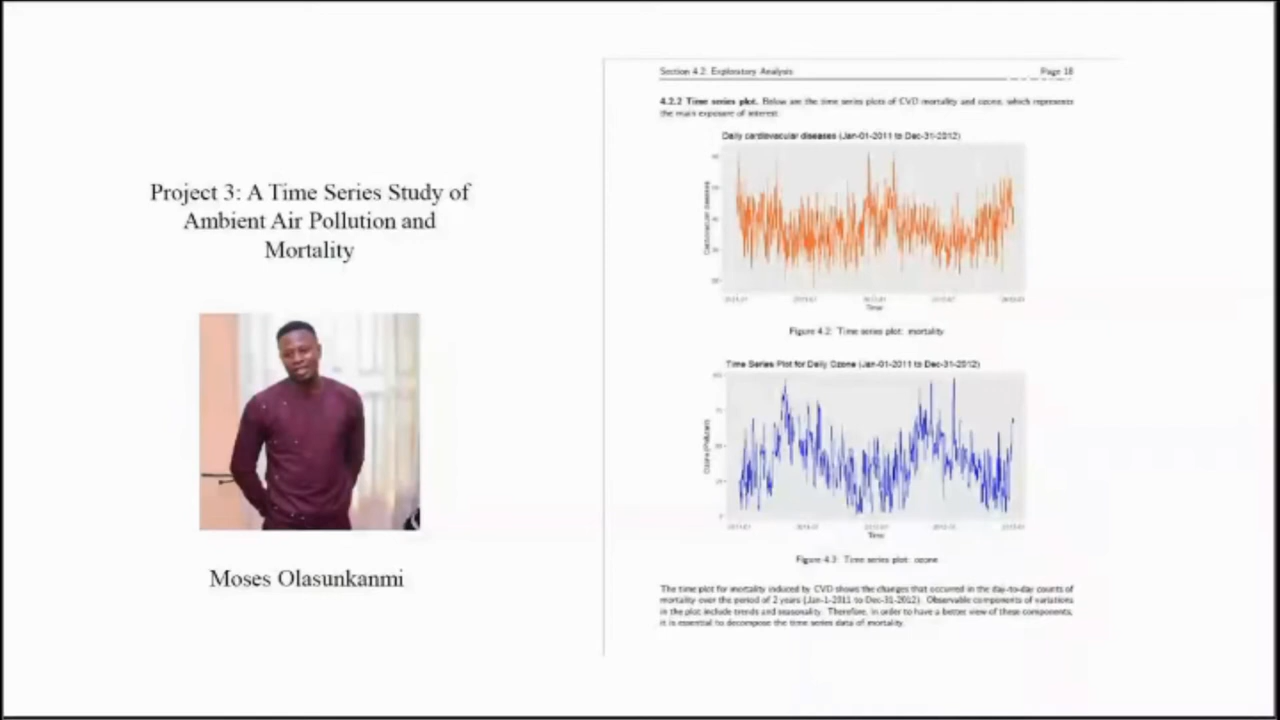 Project 3: A Time Series Study of
Ambient Air Pollution and
Mortality
Moses Olasunkanmi
Section 4.2. Exploratory Analysis
Page 18
4.2.2 Time series plot. Below are the time series plots of CVD mortality and ozone, which represents
the main exposure of interest.
Daily cardiovacular diseases (Jan-01-2011 to Dec-31-2012)
Time
Figure 4.2: Time series plot: mortality
Time Series Plot for Daily Ozone (Jan-01-2011 to Dec-31-2012)
Ozone (Pollutant)
Time
Figure 4.3: Time series plot: ozone
The time plot for mortality induced by CVD shows the changes that occurred in the day-to-day counts of
mortality over the period of 2 years (Jan-1-2011 to Dec-31-2012). Observable components of variations
in the plot include trends and seasonality. Therefore, in order to have a better view of these components,
it is essential to decompose the time series data of mortality.